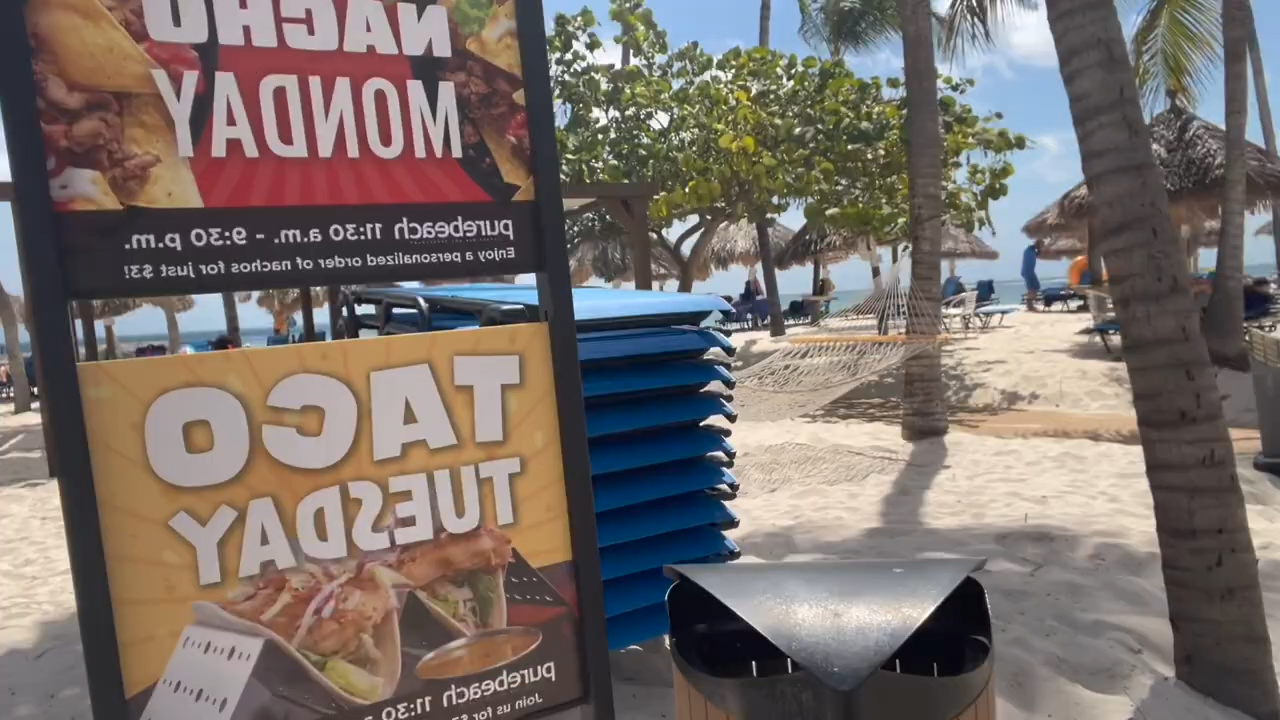 NACHO
MONDAY
purebeach 11:30 a.m. - 9:30 p.m.
Enjoy a personalized order of nachos for just $3!
TACO
TUESDAY
purebeach 11:30 a
Join us for $